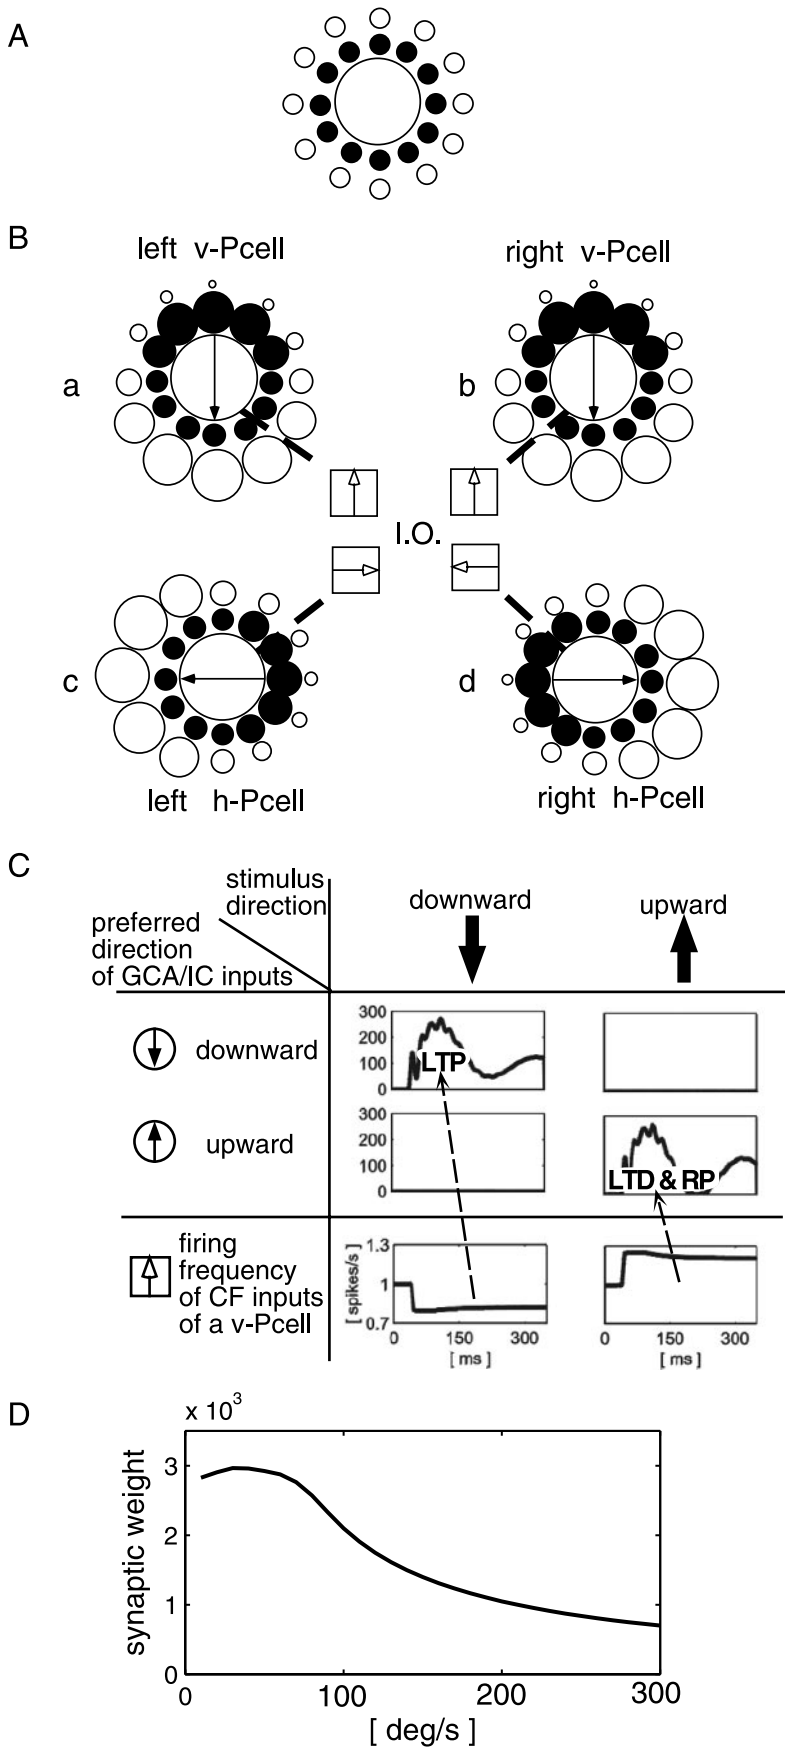 A
B
left v-Pcell
right v-Pcell
a
b
I.O.
c
d
left h-Pcell
right h-Pcell
C
stimulus
direction
preferred
direction
of GCA/IC inputs
downward
upward
downward
300
200
100
0
LTP
upward
300
200
100
0
LTD & RP
firing
frequency
of CF inputs
of a v-Pcell
[ spikes/s ]
1.3
1
0.7
0 150 300
[ ms ]
0 150 300
[ ms ]
D
x 10³
synaptic weight
3
2
1
0
0 100 200 300
[ deg/s ]